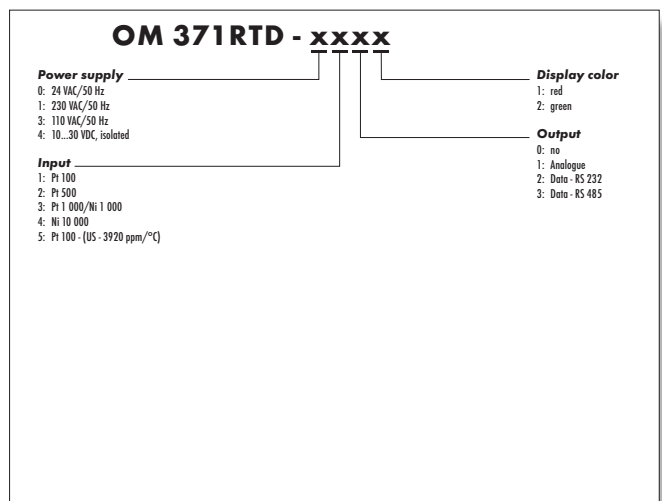 OM 371RTD - xxxx
Power supply
0: 24 VAC/50 Hz
1: 230 VAC/50 Hz
3: 110 VAC/50 Hz
4: 10...30 VDC, isolated
Input
1: Pt 100
2: Pt 500
3: Pt 1 000/Ni 1 000
4: Ni 10 000
5: Pt 100 - (US - 3920 ppm/°C)
Display color
1: red
2: green
Output
0: no
1: Analogue
2: Data - RS 232
3: Data - RS 485